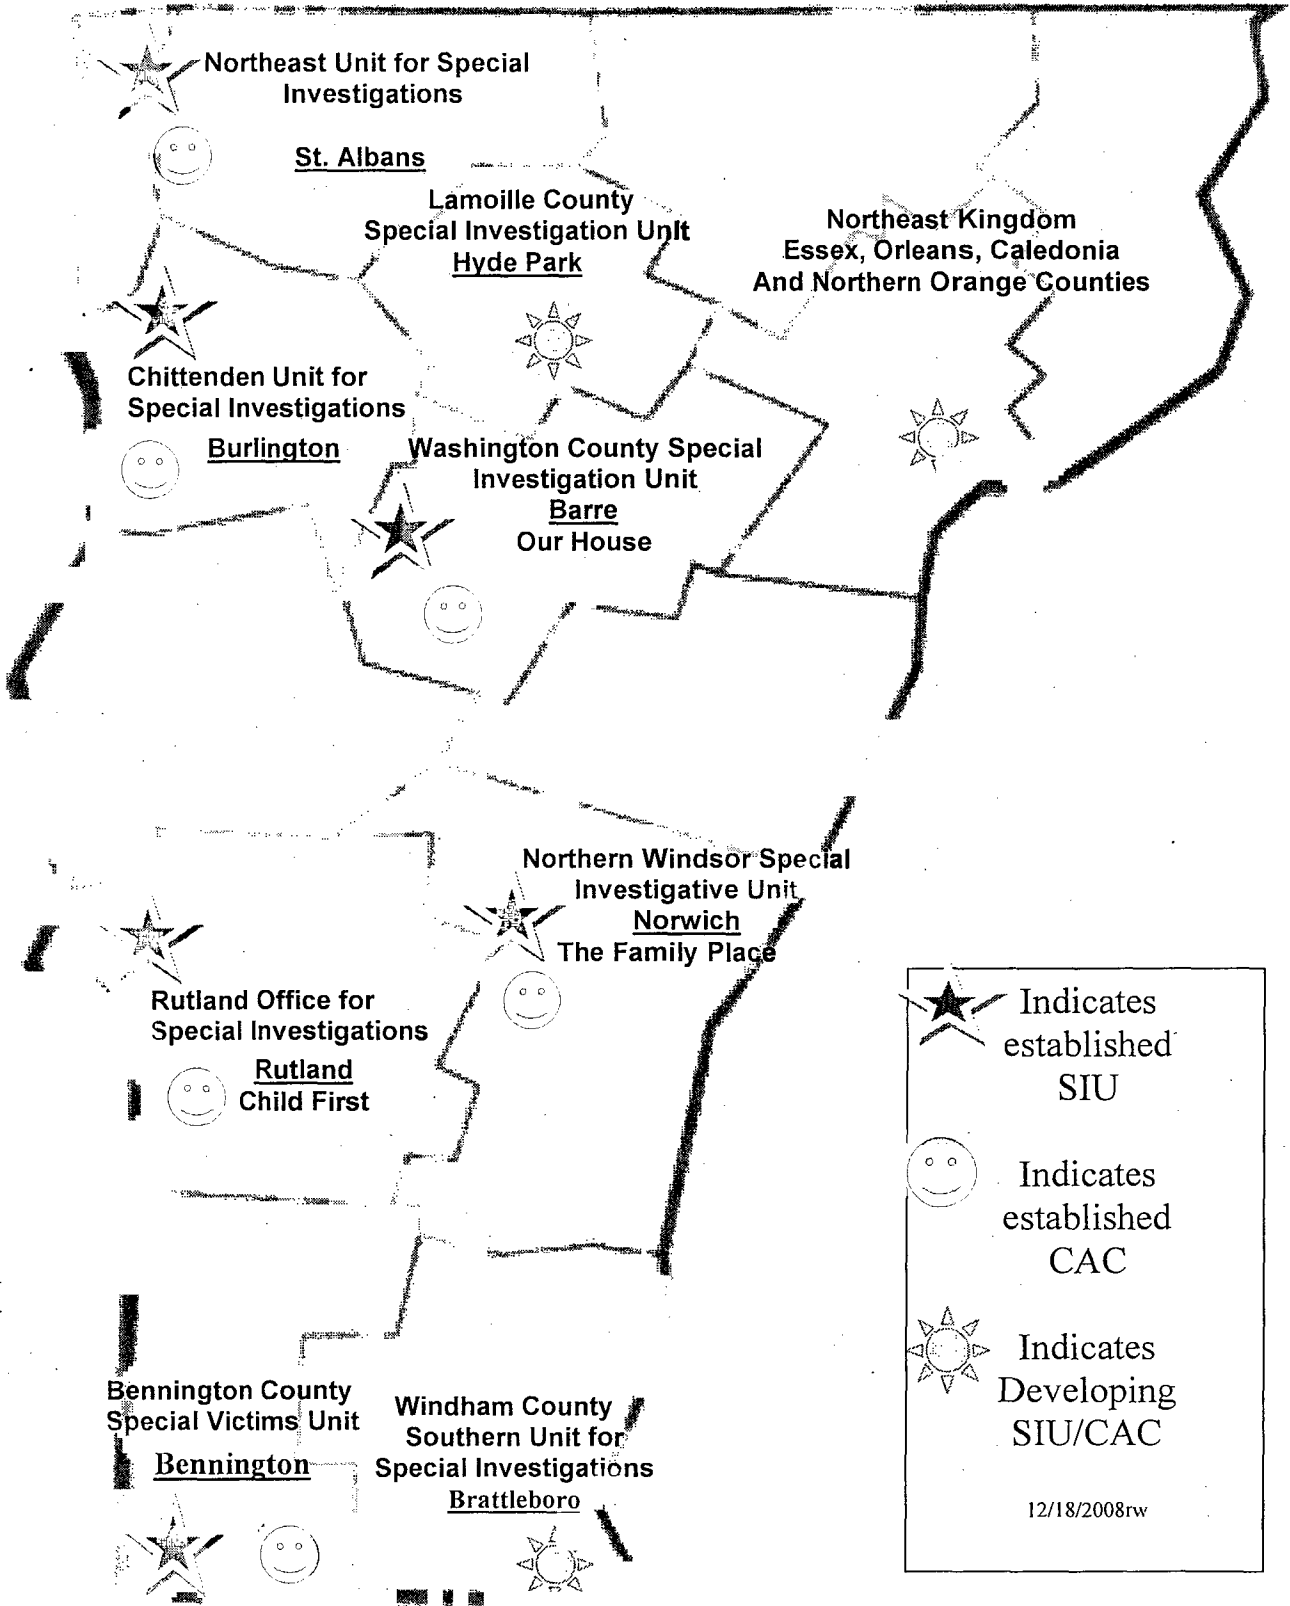 Northeast Unit for Special
Investigations
St. Albans
Lamoille County
Special Investigation Unit
Hyde Park
Northeast Kingdom
Essex, Orleans, Caledonia
And Northern Orange Counties
Chittenden Unit for
Special Investigations
Burlington
Washington County Special
Investigation Unit
Barre
Our House
Northern Windsor Special
Investigative Unit
Norwich
The Family Place
Rutland Office for
Special Investigations
Rutland
Child First
Bennington County
Special Victims Unit
Bennington
Windham County
Southern Unit for
Special Investigations
Brattleboro
Indicates
established
SIU
Indicates
established
CAC
Indicates
Developing
SIU/CAC
12/18/2008rw